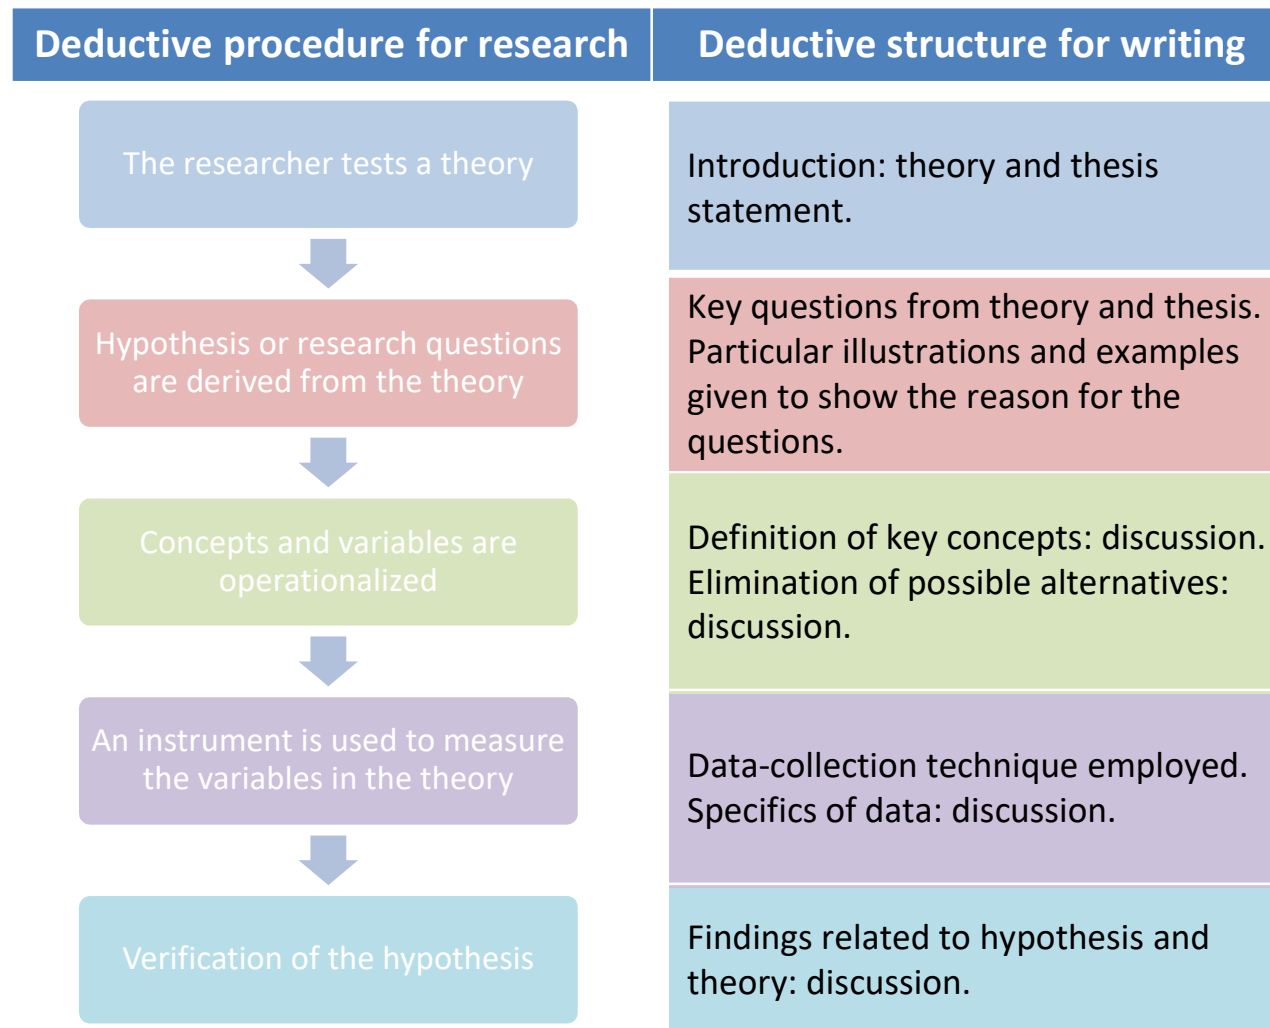 Deductive procedure for research
Deductive structure for writing
The researcher tests a theory
Introduction: theory and thesis
statement.
Hypothesis or research questions
are derived from the theory
Key questions from theory and thesis.
Particular illustrations and examples
given to show the reason for the
questions.
Concepts and variables are
operationalized
Definition of key concepts: discussion.
Elimination of possible alternatives:
discussion.
An instrument is used to measure
the variables in the theory
Data-collection technique employed.
Specifics of data: discussion.
Verification of the hypothesis
Findings related to hypothesis and
theory: discussion.